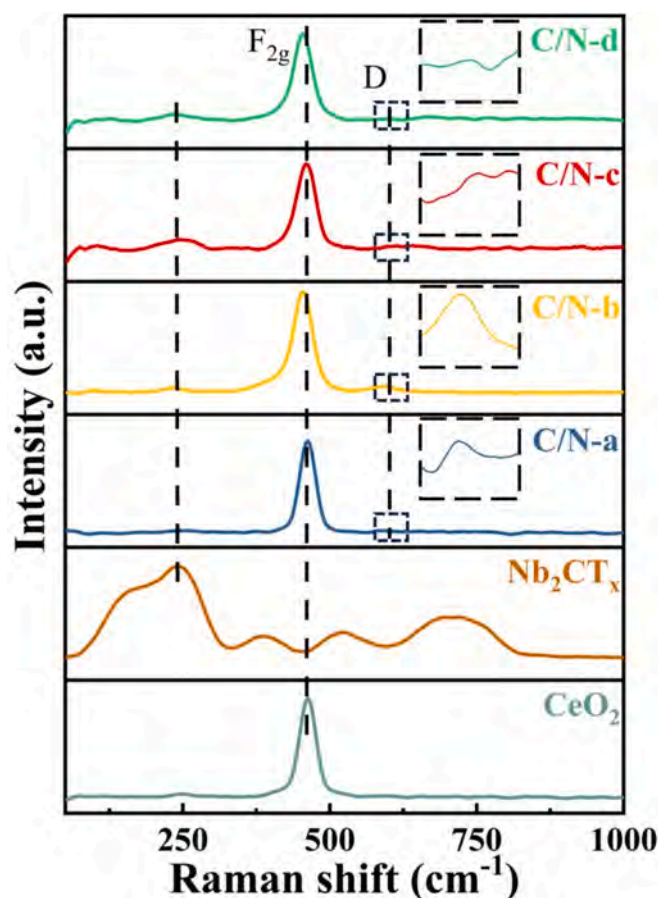 F₂g
D
C/N-d
C/N-c
C/N-b
C/N-a
Nb₂CTₓ
CeO₂
Intensity (a.u.)
250 500 750 1000
Raman shift (cm⁻¹)